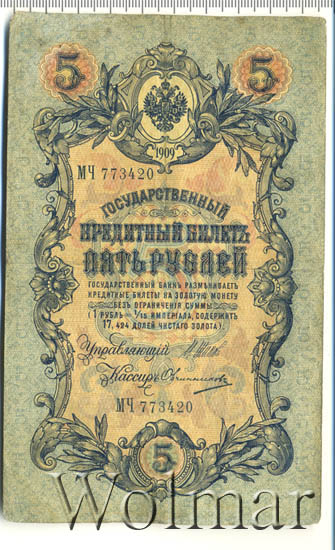 5 5
1909
МЧ 773420
ГОСУДАРСТВЕННЫЙ
КРЕДИТНЫЙ БИЛЕТЪ
ПЯТЬ РУБЛЕЙ
ГОСУДАРСТВЕННЫЙ БАНКЪ РАЗМѢНИВАЕТЪ
КРЕДИТНЫЕ БИЛЕТЫ НА ЗОЛОТУЮ МОНЕТУ
БЕЗЪ ОГРАНИЧЕНІЯ СУММЫ
(1 РУБЛЬ = 1/15 ИМПЕРІАЛА, СОДЕРЖИТЪ
17,424 ДОЛЕЙ ЧИСТАГО ЗОЛОТА).
Управляющій
Кассиръ Овчинниковъ
МЧ 773420
5
Wolmar